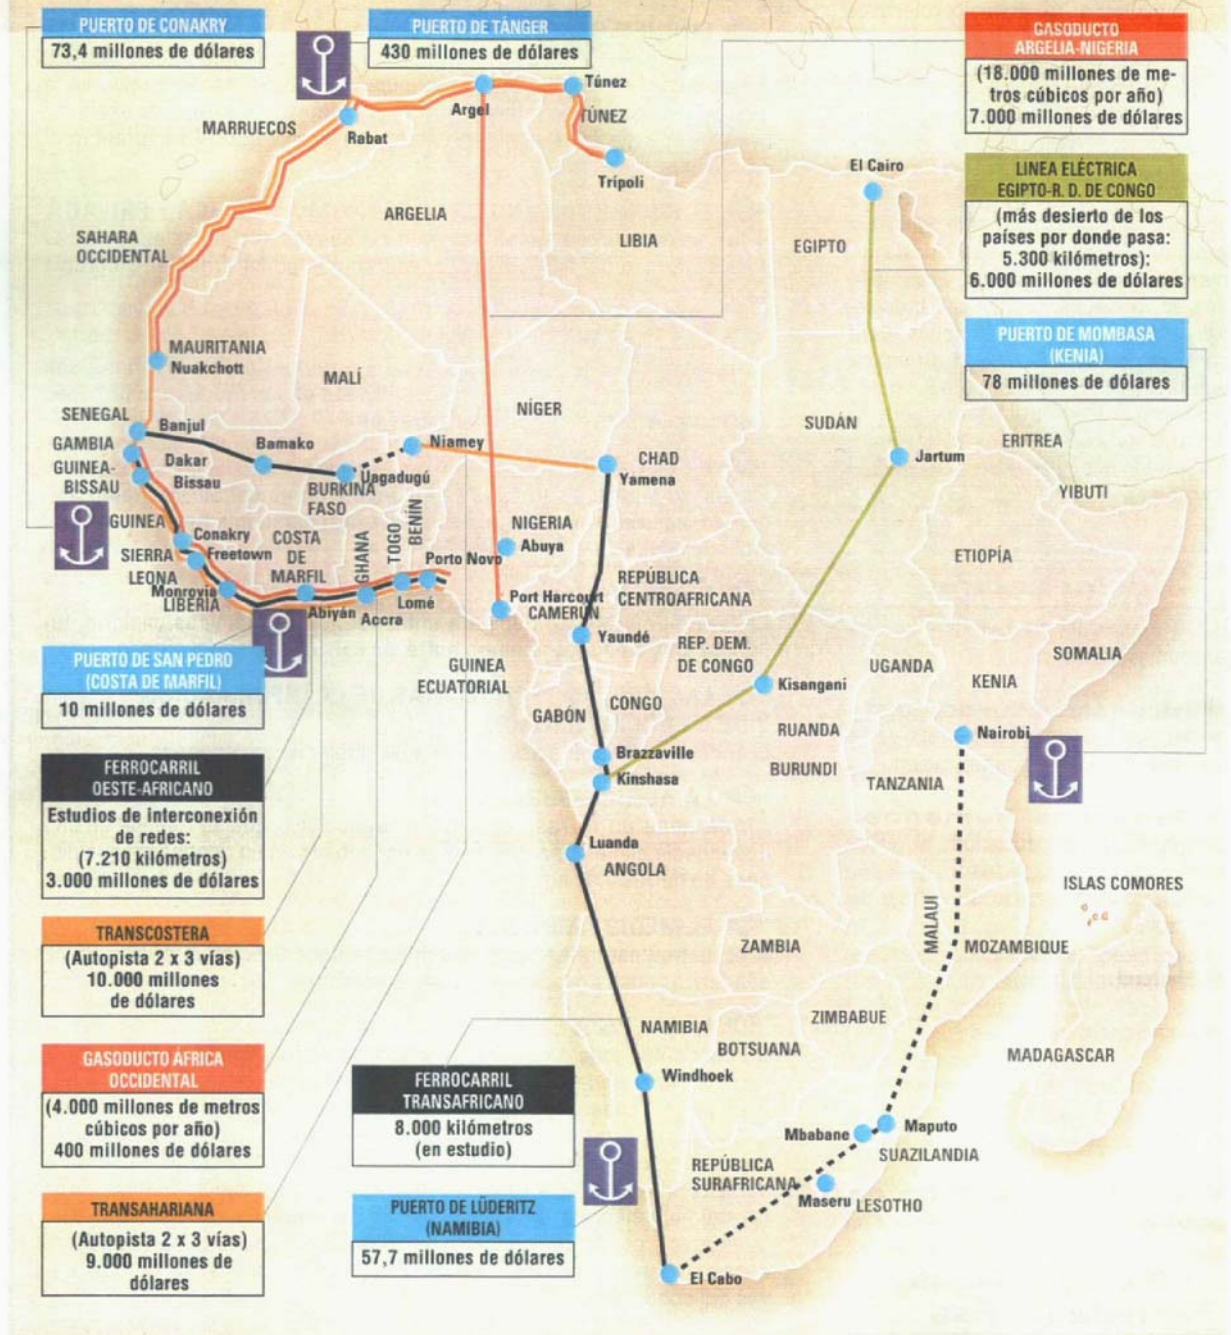 PUERTO DE CONAKRY
73,4 millones de dólares
PUERTO DE TÁNGER
430 millones de dólares
GASODUCTO
ARGELIA-NIGERIA
(18.000 millones de me-
tros cúbicos por año)
7.000 millones de dólares
LINEA ELÉCTRICA
EGIPTO-R. D. DE CONGO
(más desierto de los
países por donde pasa:
5.300 kilómetros):
6.000 millones de dólares
PUERTO DE MOMBASA
(KENIA)
78 millones de dólares
Túnez
TÚNEZ
Argel
MARRUECOS
Rabat
Trípoli
El Cairo
ARGELIA
SAHARA
OCCIDENTAL
LIBIA
EGIPTO
MAURITANIA
Nuakchott
MALÍ
NÍGER
SUDÁN
ERITREA
SENEGAL
Banjul
GAMBIA
Bamako
Niamey
CHAD
Yamena
Jartum
GUINEA-
BISSAU
Dakar
Bissau
Uagadugú
BURKINA
FASO
YIBUTI
GUINEA
Conakry
COSTA
DE
MARFIL
GHANA
TOGO
BENÍN
NIGERIA
Abuya
ETIOPÍA
SIERRA
LEONA
Freetown
Porto Novo
Monrovia
LIBERIA
Abiyán
Accra
Lomé
Port Harcourt
CAMERÚN
REPÚBLICA
CENTROAFRICANA
Yaundé
REP. DEM.
DE CONGO
UGANDA
SOMALIA
KENIA
GUINEA
ECUATORIAL
Kisangani
GABÓN
CONGO
RUANDA
Nairobi
Brazzaville
BURUNDI
Kinshasa
TANZANIA
PUERTO DE SAN PEDRO
(COSTA DE MARFIL)
10 millones de dólares
FERROCARRIL
OESTE-AFRICANO
Estudios de interconexión
de redes:
(7.210 kilómetros)
3.000 millones de dólares
Luanda
ANGOLA
ISLAS COMORES
MALAUI
ZAMBIA
MOZAMBIQUE
TRANSCOSTERA
(Autopista 2 x 3 vías)
10.000 millones
de dólares
NAMIBIA
ZIMBABUE
BOTSUANA
MADAGASCAR
Windhoek
GASODUCTO ÁFRICA
OCCIDENTAL
(4.000 millones de metros
cúbicos por año)
400 millones de dólares
FERROCARRIL
TRANSAFRICANO
8.000 kilómetros
(en estudio)
Mbabane
Maputo
SUAZILANDIA
REPÚBLICA
SURAFRICANA
Maseru
LESOTHO
TRANSAHARIANA
(Autopista 2 x 3 vías)
9.000 millones de
dólares
PUERTO DE LÜDERITZ
(NAMIBIA)
57,7 millones de dólares
El Cabo